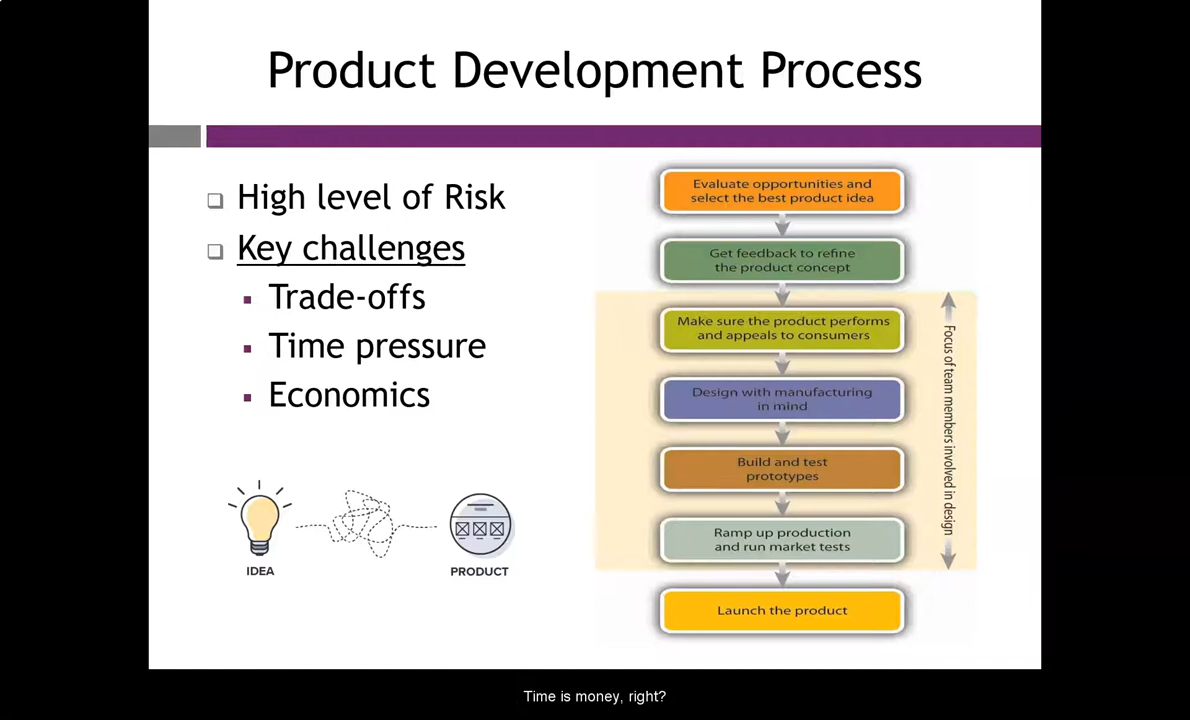 Product Development Process
High level of Risk
Key challenges
Trade-offs
Time pressure
Economics
IDEA
PRODUCT
Evaluate opportunities and
select the best product idea
Get feedback to refine
the product concept
Make sure the product performs
and appeals to consumers
Design with manufacturing
in mind
Build and test
prototypes
Ramp up production
and run market tests
Launch the product
Focus of team members involved in design
Time is money, right?